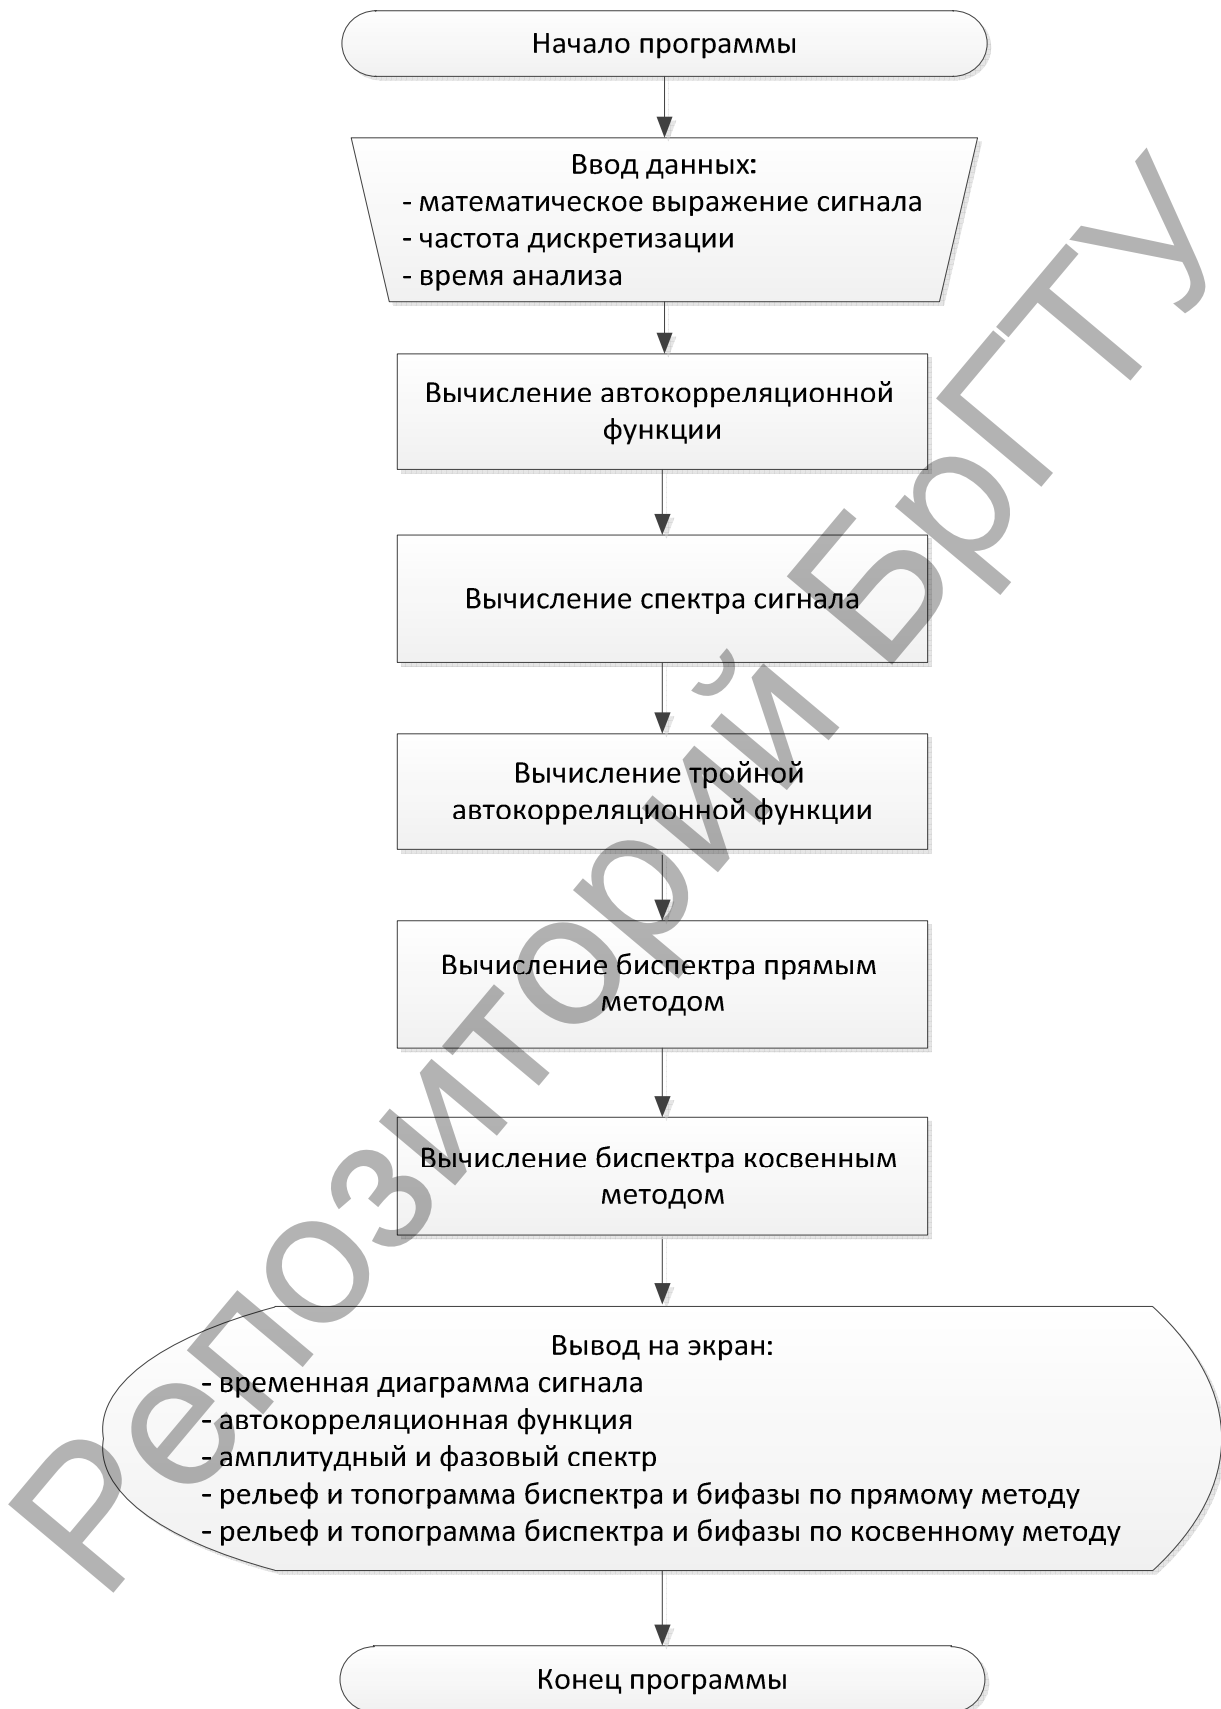 Начало программы
Ввод данных:
- математическое выражение сигнала
- частота дискретизации
- время анализа
Вычисление автокорреляционной
функции
Вычисление спектра сигнала
Вычисление тройной
автокорреляционной функции
Вычисление биспектра прямым
методом
Вычисление биспектра косвенным
методом
Вывод на экран:
- временная диаграмма сигнала
- автокорреляционная функция
- амплитудный и фазовый спектр
- рельеф и топограмма биспектра и бифазы по прямому методу
- рельеф и топограмма биспектра и бифазы по косвенному методу
Конец программы
Репозиторий БрГТУ